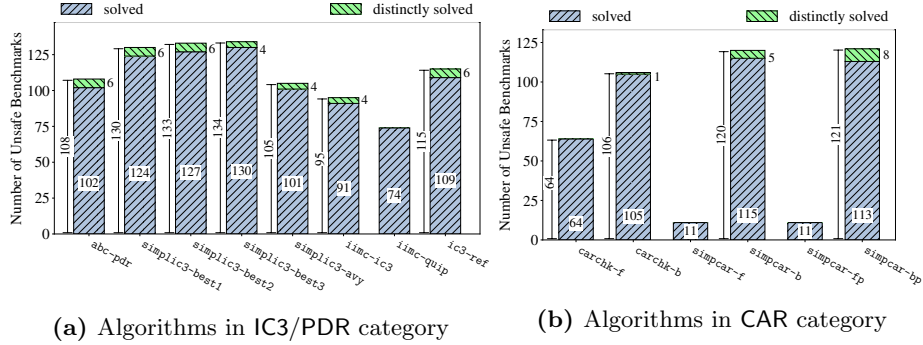 solved distinctly solved
Number of Unsafe Benchmarks
125
100
75
50
25
0
108 102 6
130 124 6
133 127 6
134 130 4
105 101 4
95 91 4
74
115 109 6
abc-pdr simplic3-best1 simplic3-best2 simplic3-best3 simplic3-avy iimc-ic3 iimc-quip ic3-ref
(a) Algorithms in IC3/PDR category
solved distinctly solved
Number of Unsafe Benchmarks
125
100
75
50
25
0
64 64
106 105 1
11
120 115 5
11
121 113 8
carchk-f carchk-b simpcar-f simpcar-b simpcar-fp simpcar-bp
(b) Algorithms in CAR category